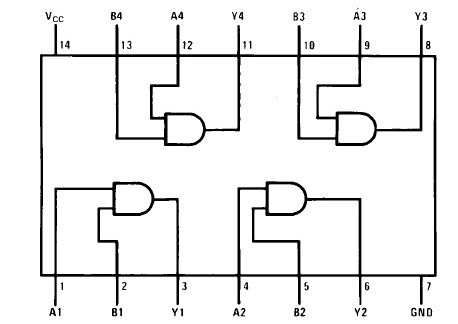 VCC B4 A4 Y4 B3 A3 Y3
14 13 12 11 10 9 8
1 2 3 4 5 6 7
A1 B1 Y1 A2 B2 Y2 GND